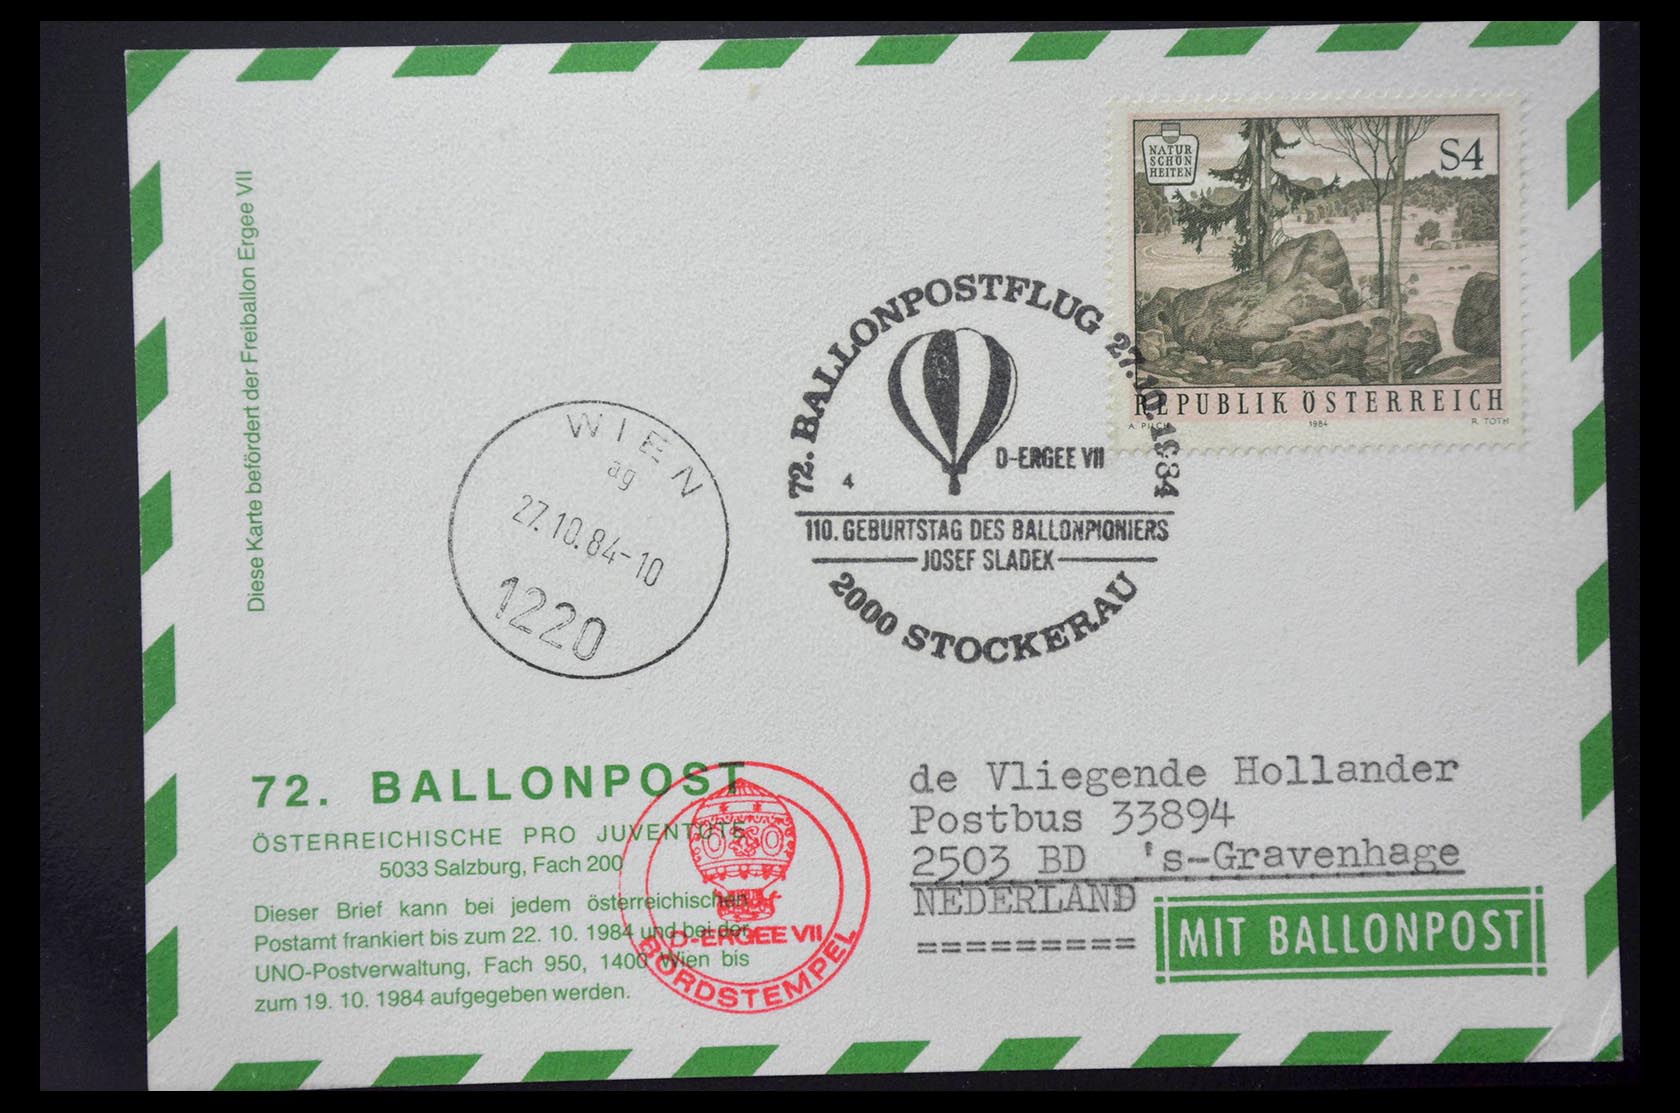 Diese Karte befördert der Freiballon Ergee VII
NATUR
SCHÖN
HEITEN
S4
REPUBLIK ÖSTERREICH
A. PILCH
1984
R. TOTH
72. BALLONPOSTFLUG 27.10.1984
D-ERGEE VII
4
110. GEBURTSTAG DES BALLONPIONIERS
JOSEF SLADEK
2000 STOCKERAU
WIEN
ag
27.10.84-10
1220
72. BALLONPOST
ÖSTERREICHISCHE PRO JUVENTUTE
5033 Salzburg, Fach 200
Dieser Brief kann bei jedem österreichischen
Postamt frankiert bis zum 22. 10. 1984 und bei der
UNO-Postverwaltung, Fach 950, 1400 Wien bis
zum 19. 10. 1984 aufgegeben werden.
D-ERGEE VII
BORDSTEMPEL
de Vliegende Hollander
Postbus 33894
2503 BD 's-Gravenhage
NEDERLAND
=========
MIT BALLONPOST